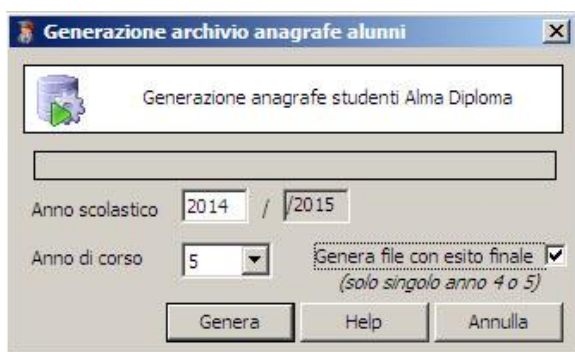 Generazione archivio anagrafe alunni
Generazione anagrafe studenti Alma Diploma
Anno scolastico 2014 / /2015
Anno di corso 5 Genera file con esito finale
(solo singolo anno 4 o 5)
Genera Help Annulla